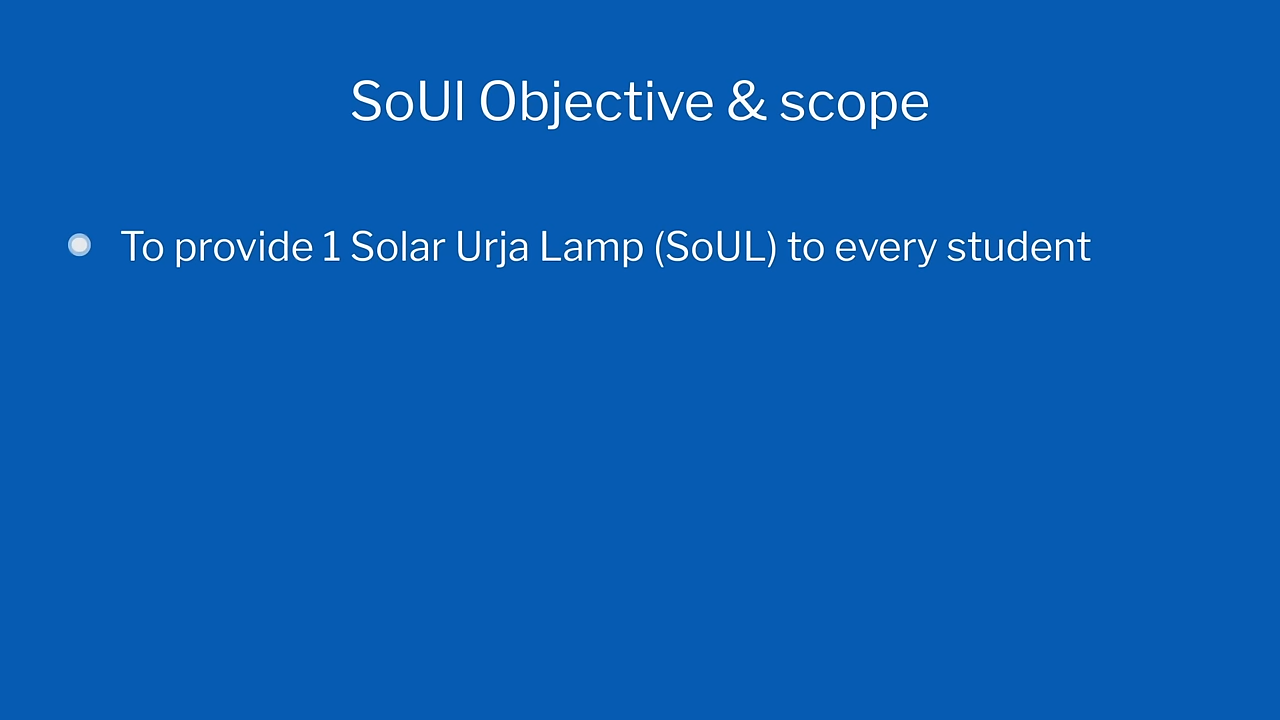 SoUl Objective & scope
To provide 1 Solar Urja Lamp (SoUL) to every student